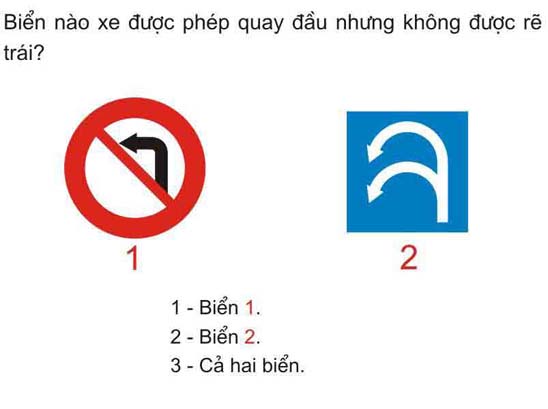 Biển nào xe được phép quay đầu nhưng không được rẽ
trái?
1 2
1 - Biển 1.
2 - Biển 2.
3 - Cả hai biển.